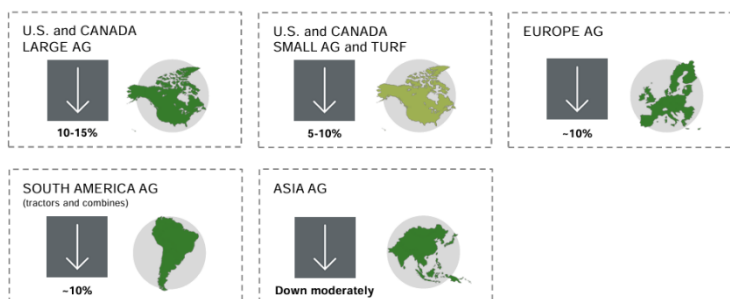 U.S. and CANADA
LARGE AG
10-15%
U.S. and CANADA
SMALL AG and TURF
5-10%
EUROPE AG
~10%
SOUTH AMERICA AG
(tractors and combines)
~10%
ASIA AG
Down moderately